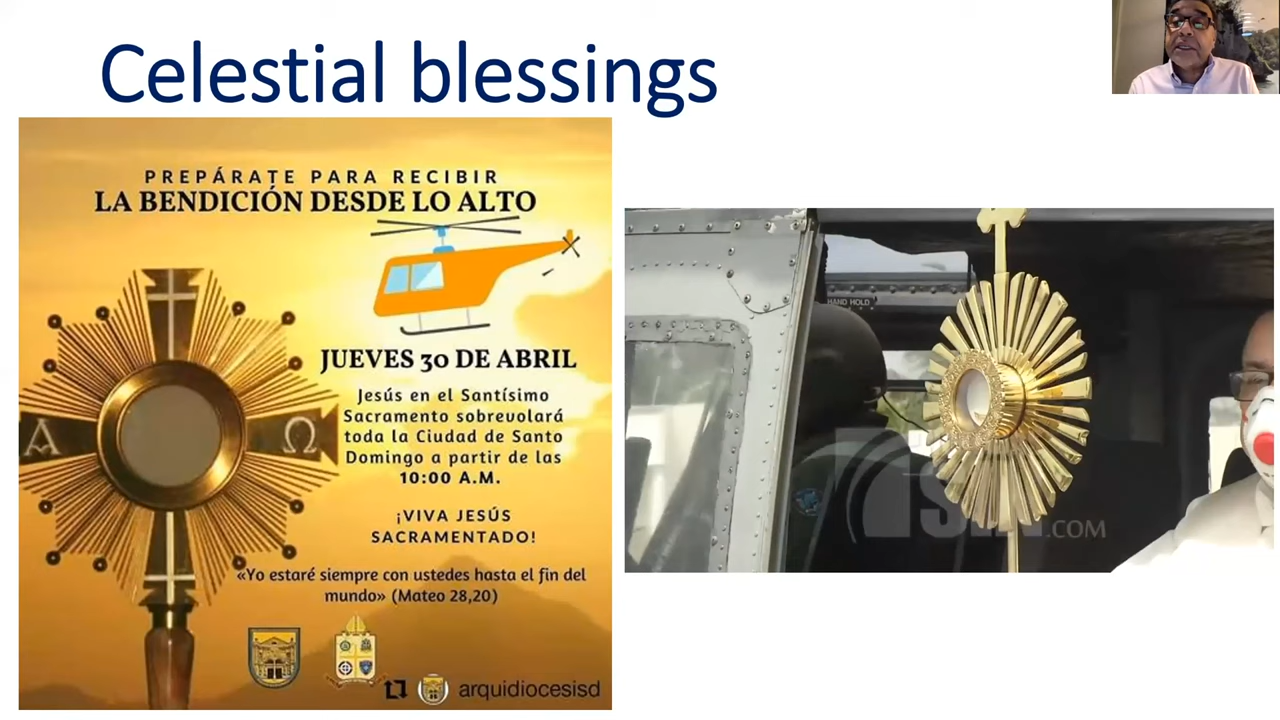 Celestial blessings
PREPÁRATE PARA RECIBIR
LA BENDICIÓN DESDE LO ALTO
JUEVES 30 DE ABRIL
Jesús en el Santísimo
Sacramento sobrevolará
toda la Ciudad de Santo
Domingo a partir de las
10:00 A.M.
¡VIVA JESÚS
SACRAMENTADO!
«Yo estaré siempre con ustedes hasta el fin del
mundo» (Mateo 28,20)
arquidiocesisd
Α Ω
HAND HOLD
SIN
.COM